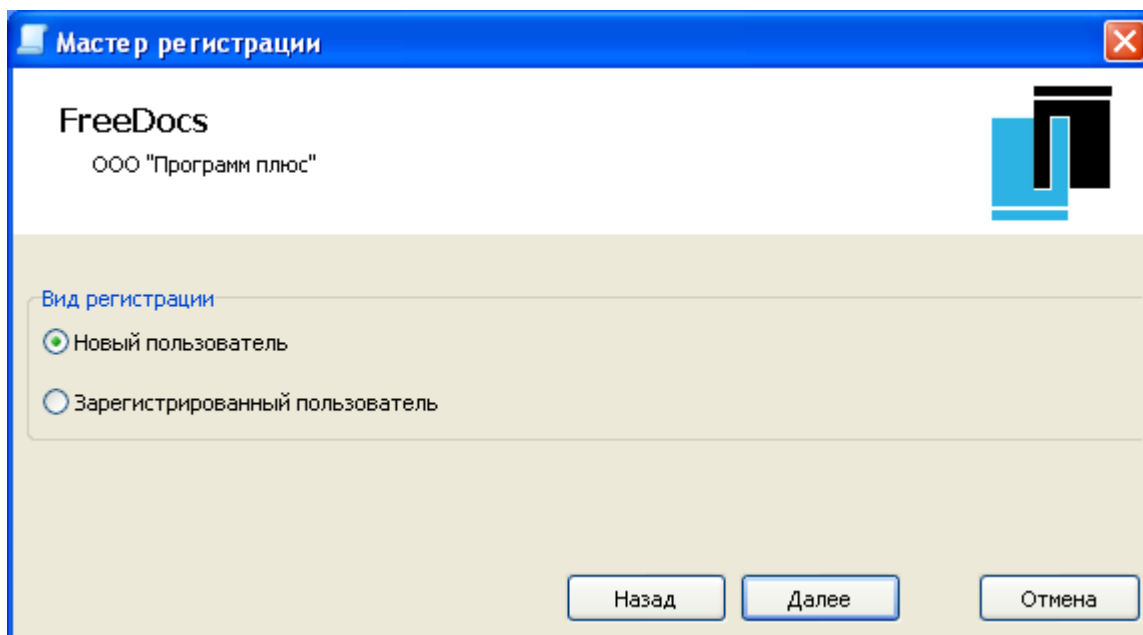 Мастер регистрации
FreeDocs
ООО "Программ плюс"
Вид регистрации
Новый пользователь
Зарегистрированный пользователь
Назад Далее Отмена